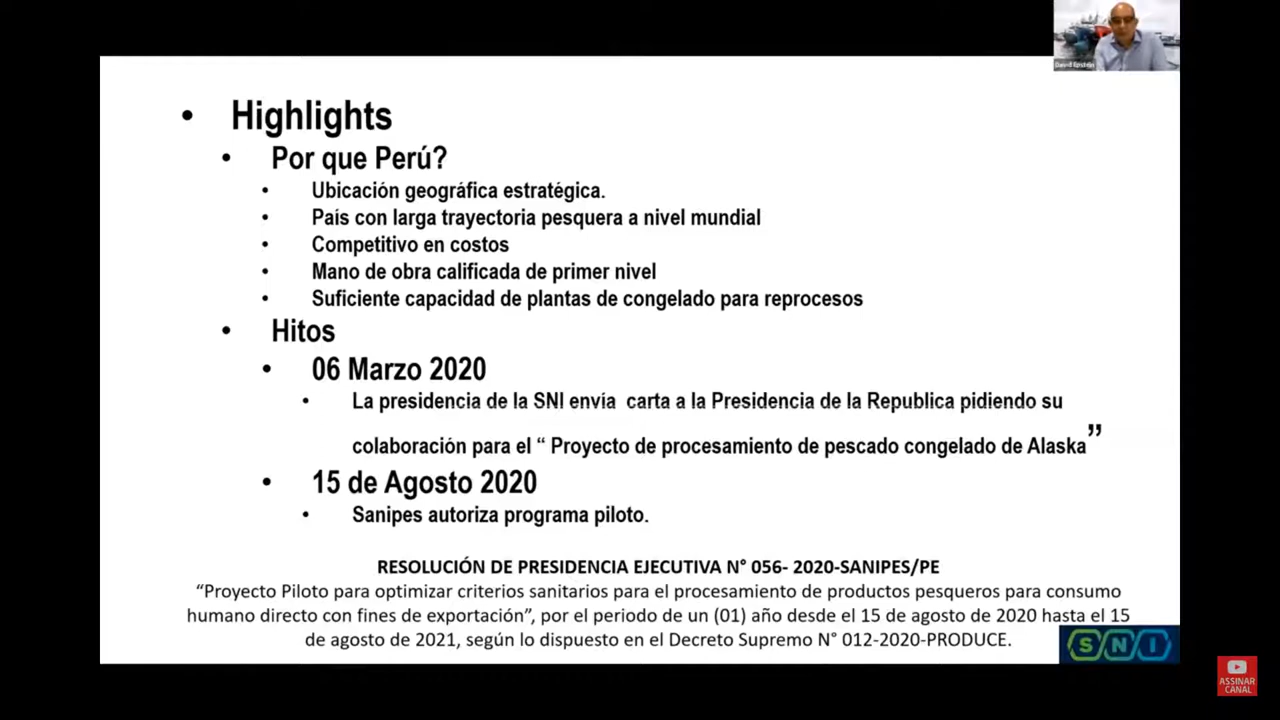 David Epstein
• Highlights
• Por que Perú?
• Ubicación geográfica estratégica.
• País con larga trayectoria pesquera a nivel mundial
• Competitivo en costos
• Mano de obra calificada de primer nivel
• Suficiente capacidad de plantas de congelado para reprocesos
• Hitos
• 06 Marzo 2020
• La presidencia de la SNI envía carta a la Presidencia de la Republica pidiendo su
colaboración para el “ Proyecto de procesamiento de pescado congelado de Alaska”
• 15 de Agosto 2020
• Sanipes autoriza programa piloto.
RESOLUCIÓN DE PRESIDENCIA EJECUTIVA N° 056- 2020-SANIPES/PE
“Proyecto Piloto para optimizar criterios sanitarios para el procesamiento de productos pesqueros para consumo
humano directo con fines de exportación”, por el periodo de un (01) año desde el 15 de agosto de 2020 hasta el 15
de agosto de 2021, según lo dispuesto en el Decreto Supremo N° 012-2020-PRODUCE.
SNI
ASSINAR
CANAL